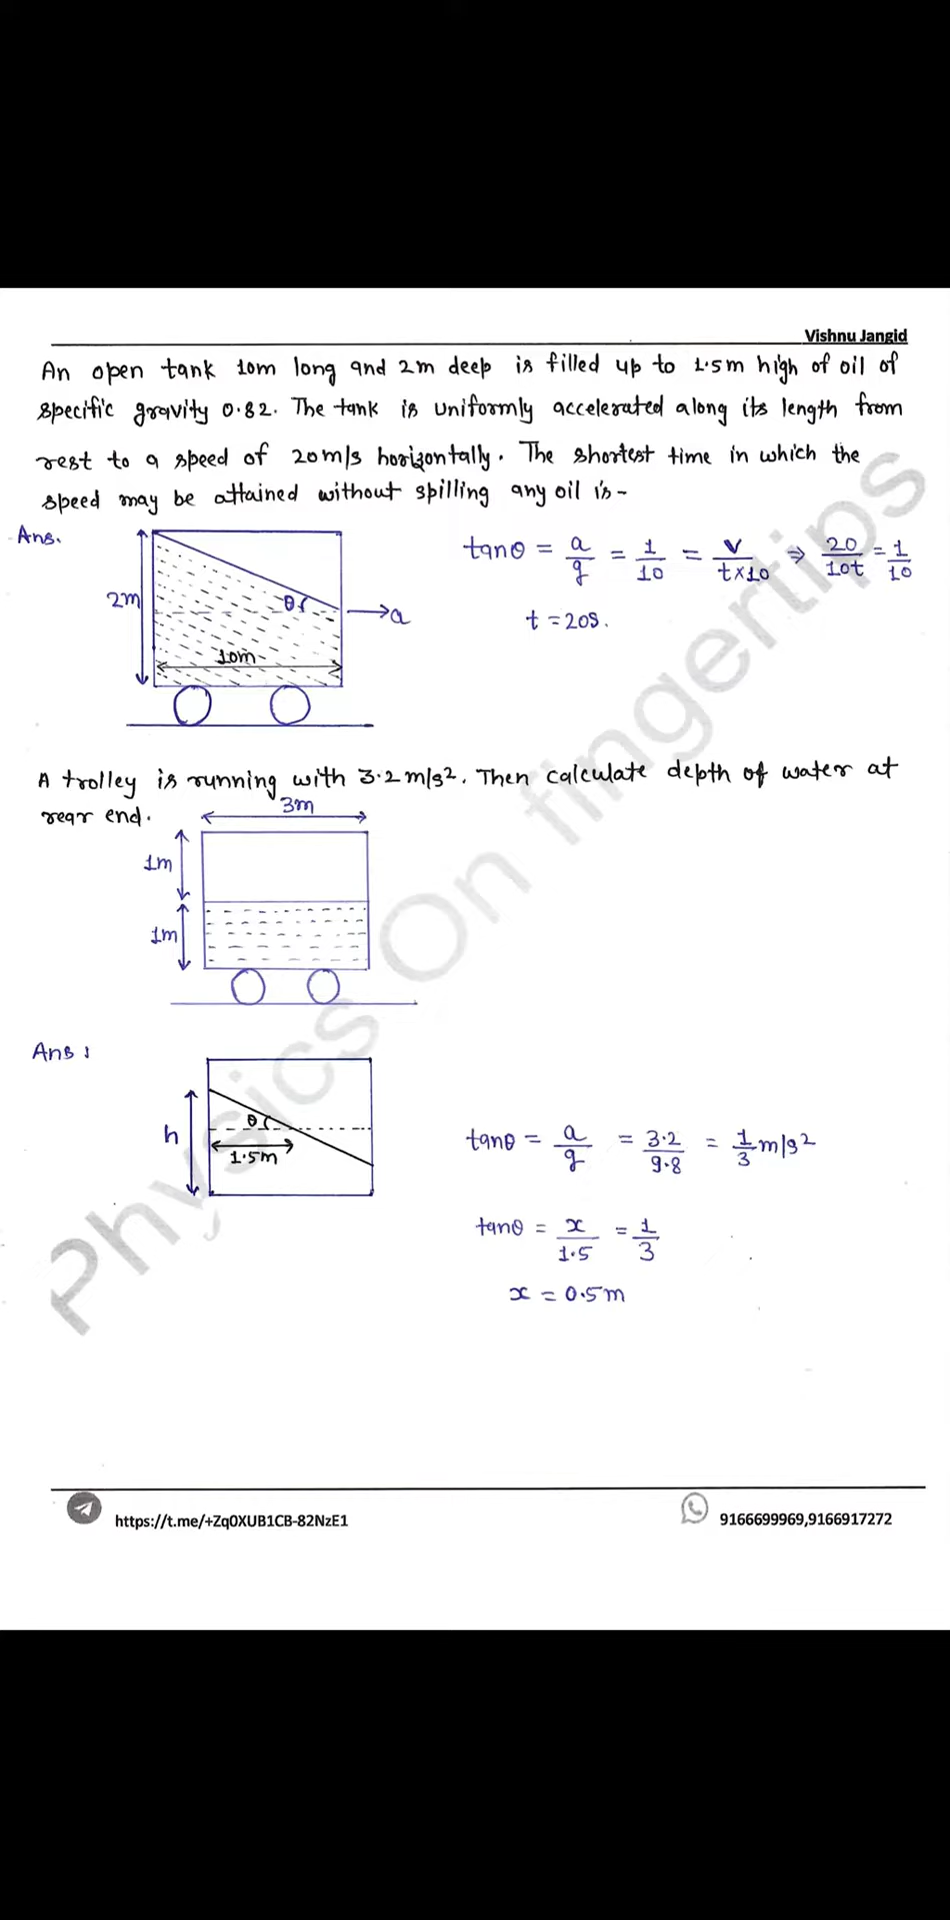 Vishnu Jangid
An open tank 10m long and 2m deep is filled up to 1.5m high of oil of
specific gravity 0.82. The tank is uniformly accelerated along its length from
rest to a speed of 20m/s horizontally. The shortest time in which the
speed may be attained without spilling any oil is-
Ans.
2m
θ
a
10m
tanθ = a/g = 1/10 = v/t×10 ⇒ 20/10t = 1/10
t = 20s.
A trolley is running with 3.2m/s². Then calculate depth of water at
rear end.
3m
1m
1m
Ans :
h
θ
1.5m
tanθ = a/g = 3.2/9.8 = 1/3 m/s²
tanθ = x/1.5 = 1/3
x = 0.5m
Physics On fingertips
https://t.me/+Zq0XUB1CB-82NzE1
9166699969,9166917272